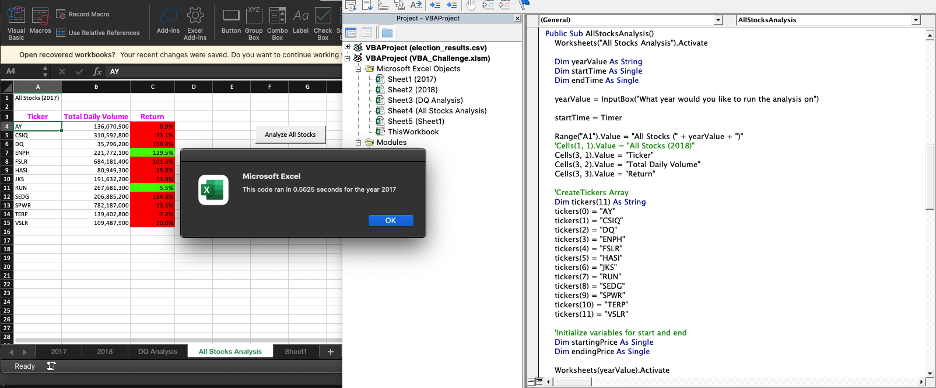 Visual
Basic
Macros
Record Macro
Use Relative References
Add-ins
Excel
Add-ins
Button
Group
Box
Combo
Box
Label
Check
Box
Open recovered workbooks? Your recent changes were saved. Do you want to continue working
A4
fx
AY
A B C D E F G H
1 All Stocks (2017)
2
3 Ticker Total Daily Volume Return
4 AY 136,070,900 8.9%
5 CSIQ 310,592,800 33.1%
6 DQ 35,796,200 199.4%
7 ENPH 221,772,100 129.5%
8 FSLR 684,181,400 101.3%
9 HASI 80,949,300 25.8%
10 JKS 191,632,200 53.9%
11 RUN 267,681,300 5.5%
12 SEDG 206,885,200 184.5%
13 SPWR 782,187,000 23.1%
14 TERP 139,402,800 -7.2%
15 VSLR 109,487,900 50.0%
16
17
18
19
20
21
22
23
24
25
26
27
28
Analyze All Stocks
Microsoft Excel
This code ran in 0.5625 seconds for the year 2017
OK
2017 2018 DQ Analysis All Stocks Analysis Sheet1 +
Ready
Project - VBAProject
VBAProject (election_results.csv)
VBAProject (VBA_Challenge.xlsm)
Microsoft Excel Objects
Sheet1 (2017)
Sheet2 (2018)
Sheet3 (DQ Analysis)
Sheet4 (All Stocks Analysis)
Sheet5 (Sheet1)
ThisWorkbook
Modules
(General)
AllStocksAnalysis
Public Sub AllStocksAnalysis()
Worksheets("All Stocks Analysis").Activate
Dim yearValue As String
Dim startTime As Single
Dim endTime As Single
yearValue = InputBox("What year would you like to run the analysis on")
startTime = Timer
Range("A1").Value = "All Stocks (" + yearValue + ")"
'Cells(1, 1).Value = "All Stocks (2018)"
Cells(3, 1).Value = "Ticker"
Cells(3, 2).Value = "Total Daily Volume"
Cells(3, 3).Value = "Return"
'CreateTickers Array
Dim tickers(11) As String
tickers(0) = "AY"
tickers(1) = "CSIQ"
tickers(2) = "DQ"
tickers(3) = "ENPH"
tickers(4) = "FSLR"
tickers(5) = "HASI"
tickers(6) = "JKS"
tickers(7) = "RUN"
tickers(8) = "SEDG"
tickers(9) = "SPWR"
tickers(10) = "TERP"
tickers(11) = "VSLR"
'Initialize variables for start and end
Dim startingPrice As Single
Dim endingPrice As Single
Worksheets(yearValue).Activate